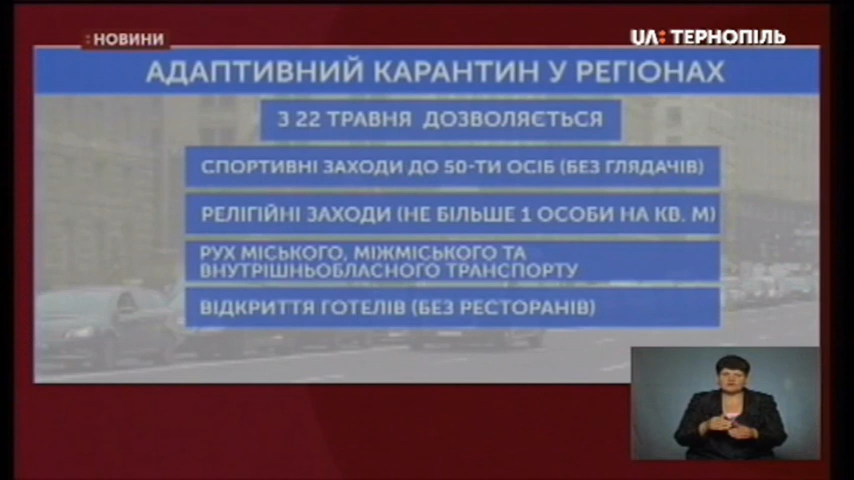 :НОВИНИ
UA:ТЕРНОПІЛЬ
АДАПТИВНИЙ КАРАНТИН У РЕГІОНАХ
З 22 ТРАВНЯ ДОЗВОЛЯЄТЬСЯ
СПОРТИВНІ ЗАХОДИ ДО 50-ТИ ОСІБ (БЕЗ ГЛЯДАЧІВ)
РЕЛІГІЙНІ ЗАХОДИ (НЕ БІЛЬШЕ 1 ОСОБИ НА КВ. М)
РУХ МІСЬКОГО, МІЖМІСЬКОГО ТА
ВНУТРІШНЬОБЛАСНОГО ТРАНСПОРТУ
ВІДКРИТТЯ ГОТЕЛІВ (БЕЗ РЕСТОРАНІВ)